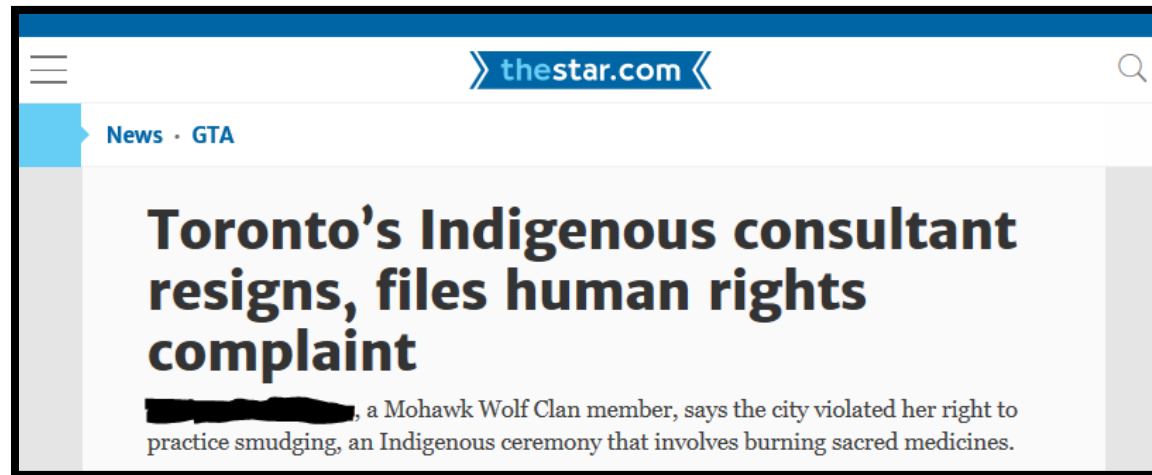 thestar.com
News · GTA
Toronto’s Indigenous consultant
resigns, files human rights
complaint
, a Mohawk Wolf Clan member, says the city violated her right to
practice smudging, an Indigenous ceremony that involves burning sacred medicines.